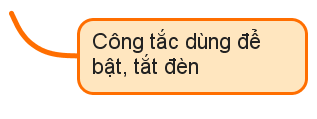 Công tắc dùng để
bật, tắt đèn